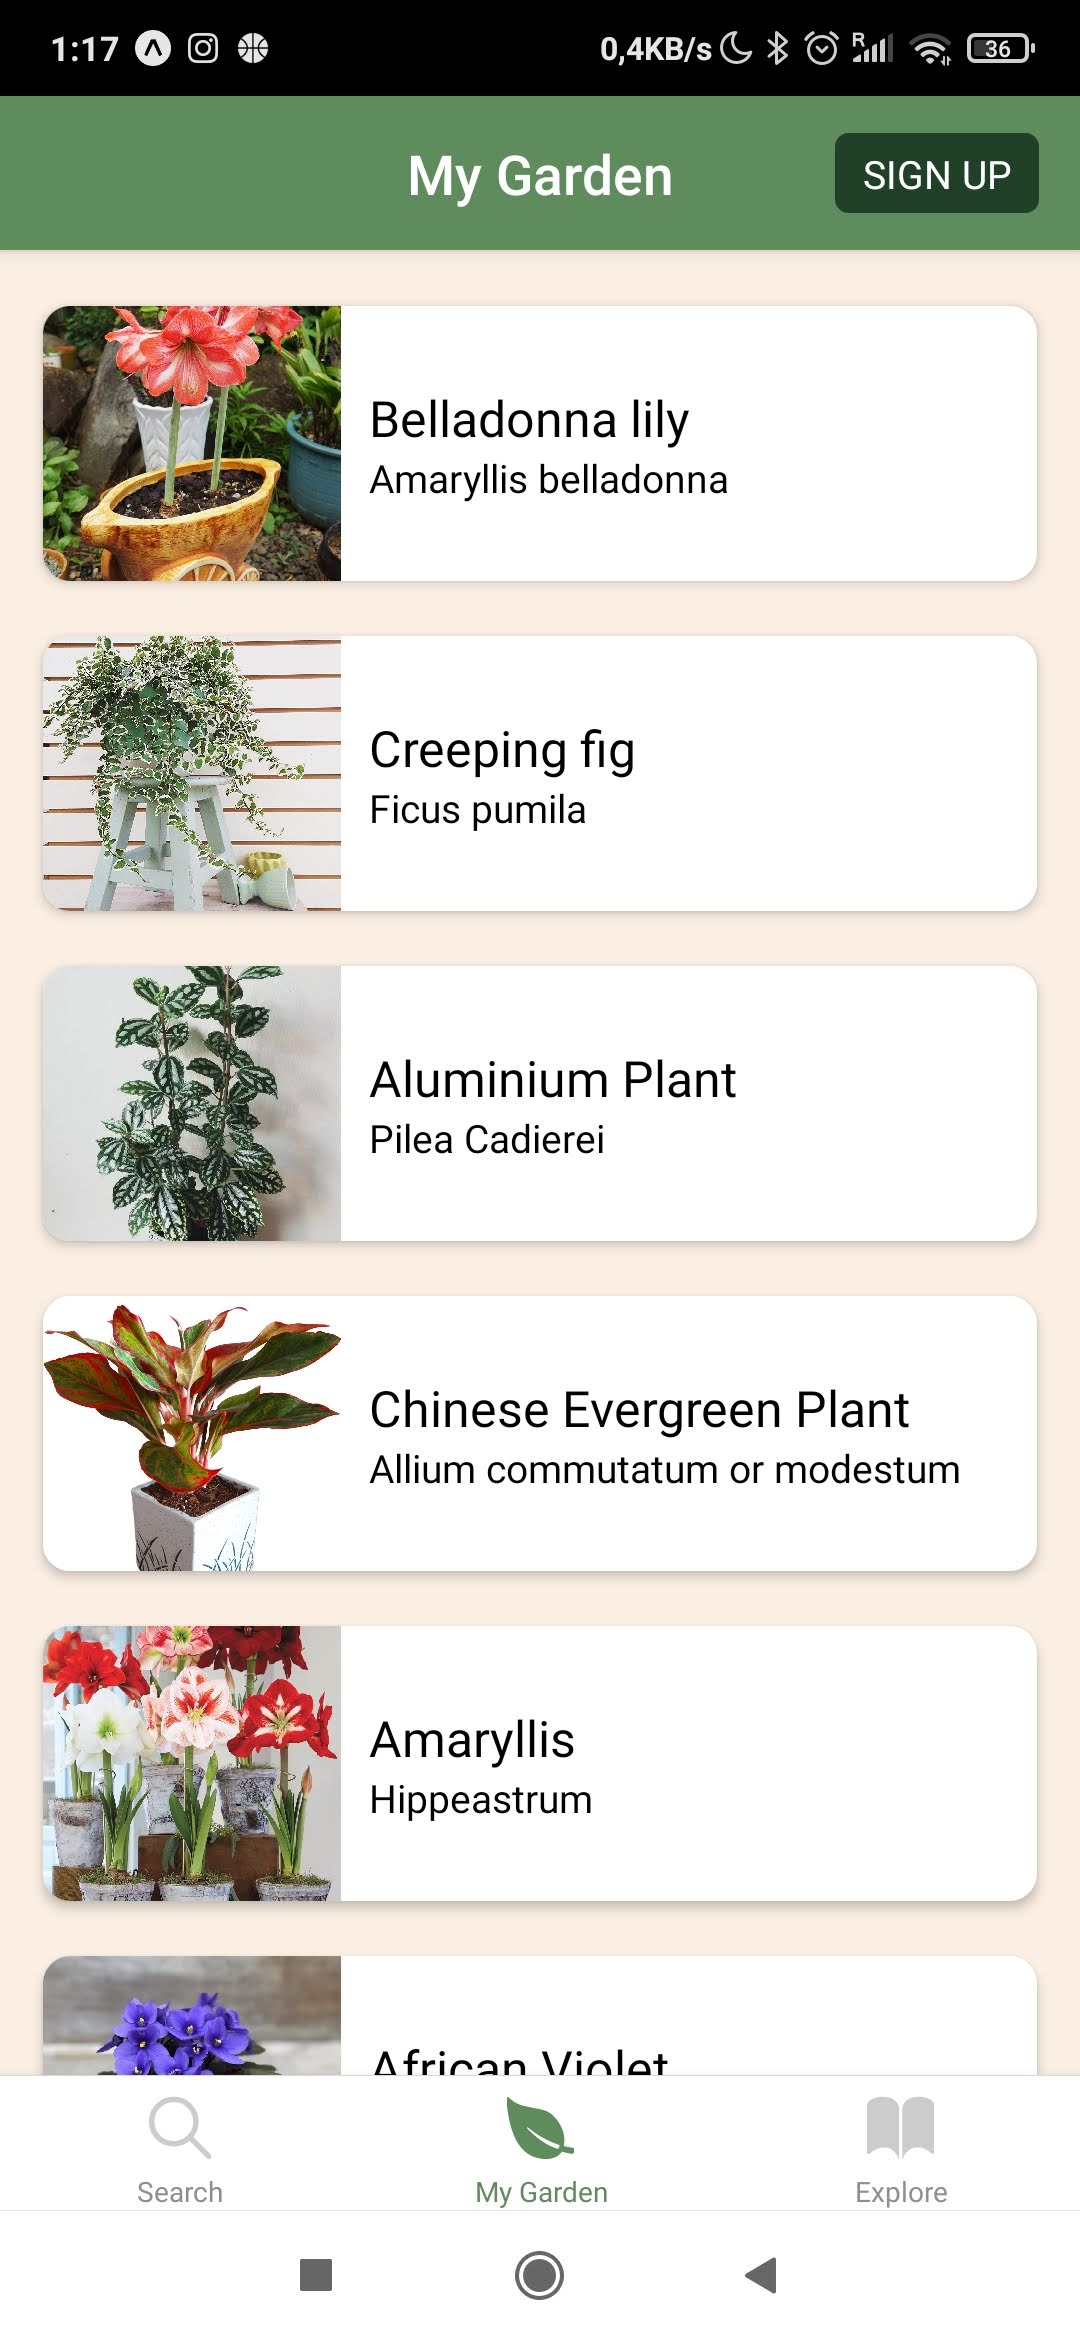 1:17 0,4KB/s R 36
My Garden
SIGN UP
Belladonna lily
Amaryllis belladonna
Creeping fig
Ficus pumila
Aluminium Plant
Pilea Cadierei
Chinese Evergreen Plant
Allium commutatum or modestum
Amaryllis
Hippeastrum
African Violet
Search
My Garden
Explore